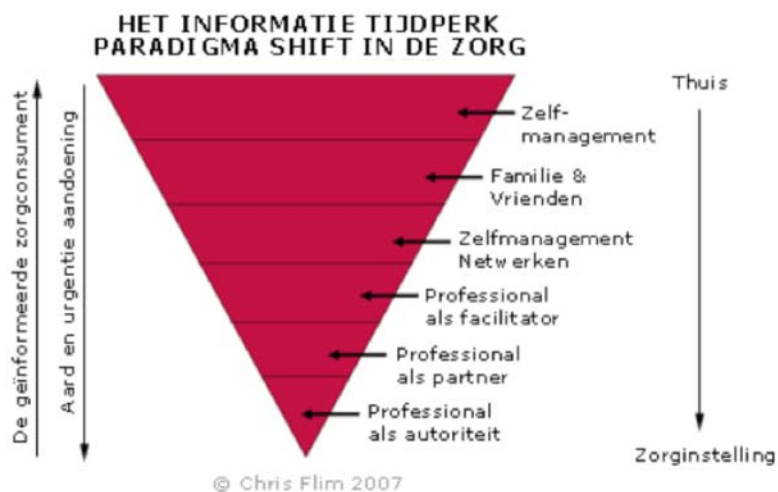 HET INFORMATIE TIJDPERK
PARADIGMA SHIFT IN DE ZORG
De geïnformeerde zorgconsument
Aard en urgentie aandoening
Zelf-
management
Familie &
Vrienden
Zelfmanagement
Netwerken
Professional
als facilitator
Professional
als partner
Professional
als autoriteit
Thuis
Zorginstelling
© Chris Flim 2007